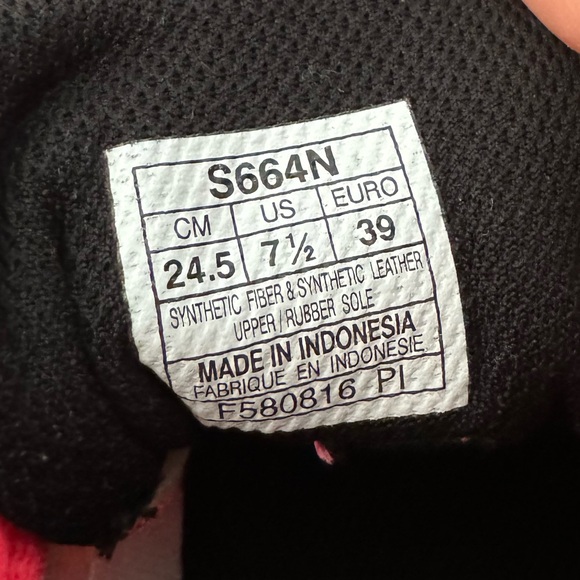 S664N
CM US EURO
24.5 7½ 39
SYNTHETIC FIBER & SYNTHETIC LEATHER
UPPER / RUBBER SOLE
MADE IN INDONESIA
FABRIQUE EN INDONESIE
F580816 PI